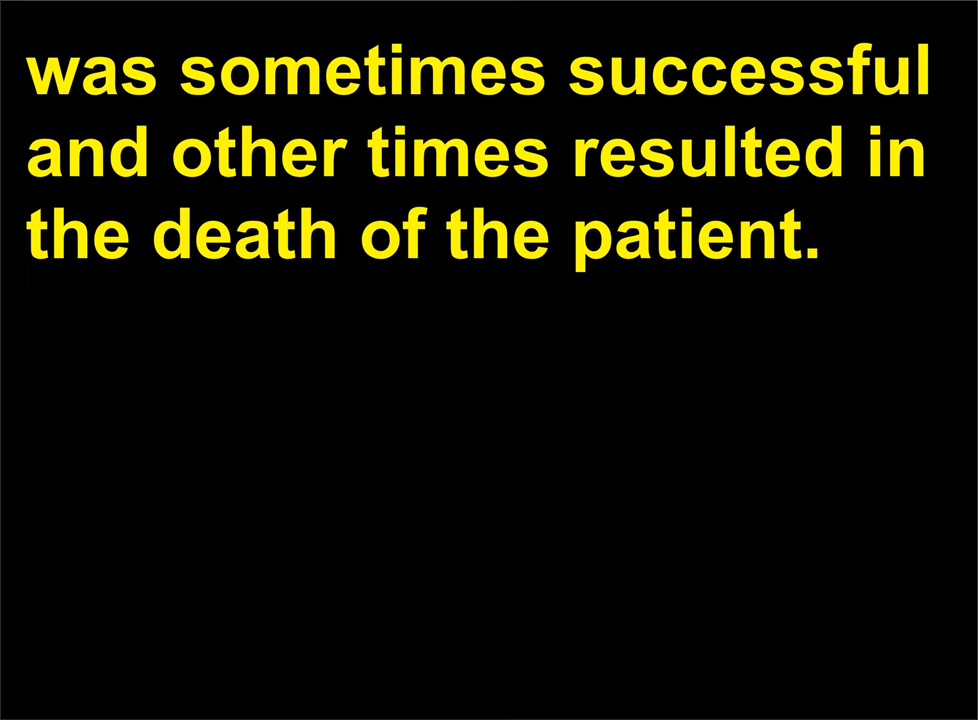 was sometimes successful
and other times resulted in
the death of the patient.